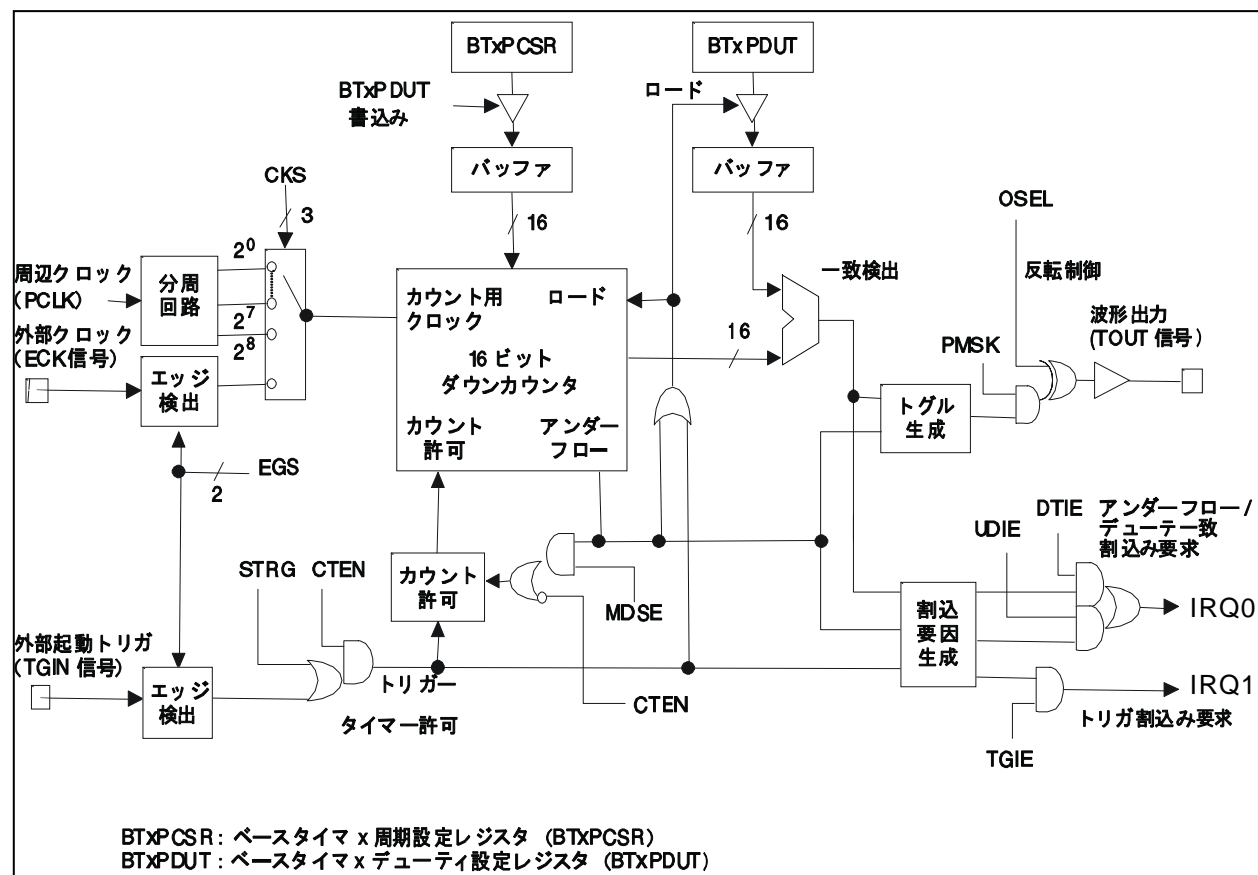 BTxPCSR
BTxPDUT
BTxPDUT
書込み
ロード
バッファ
バッファ
CKS
3
16
16
OSEL
2⁰
周辺クロック
(PCLK)
分周
回路
2⁷
外部クロック
(ECK信号)
2⁸
エッジ
検出
カウント用
クロック
ロード
16 ビット
ダウンカウンタ
カウント
許可
アンダー
フロー
16
一致検出
反転制御
波形出力
(TOUT 信号)
PMSK
トグル
生成
EGS
2
STRG
CTEN
カウント
許可
MDSE
UDIE
DTIE
アンダーフロー/
デューテ一致
割込み要求
IRQ0
割込
要因
生成
外部起動トリガ
(TGIN 信号)
エッジ
検出
トリガー
タイマー許可
CTEN
IRQ1
トリガ割込み要求
TGIE
BTxPCSR : ベースタイマ x 周期設定レジスタ (BTxPCSR)
BTxPDUT : ベースタイマ x デューティ設定レジスタ (BTxPDUT)